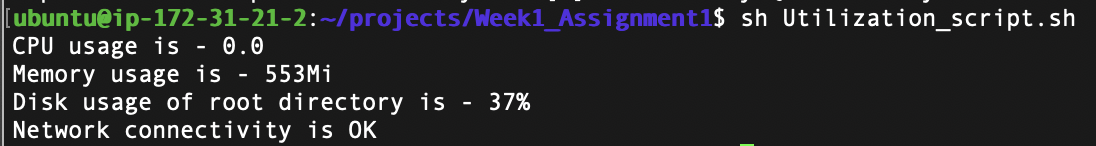 [ubuntu@ip-172-31-21-2:~/projects/Week1_Assignment1$ sh Utilization_script.sh
CPU usage is - 0.0
Memory usage is - 553Mi
Disk usage of root directory is - 37%
Network connectivity is OK